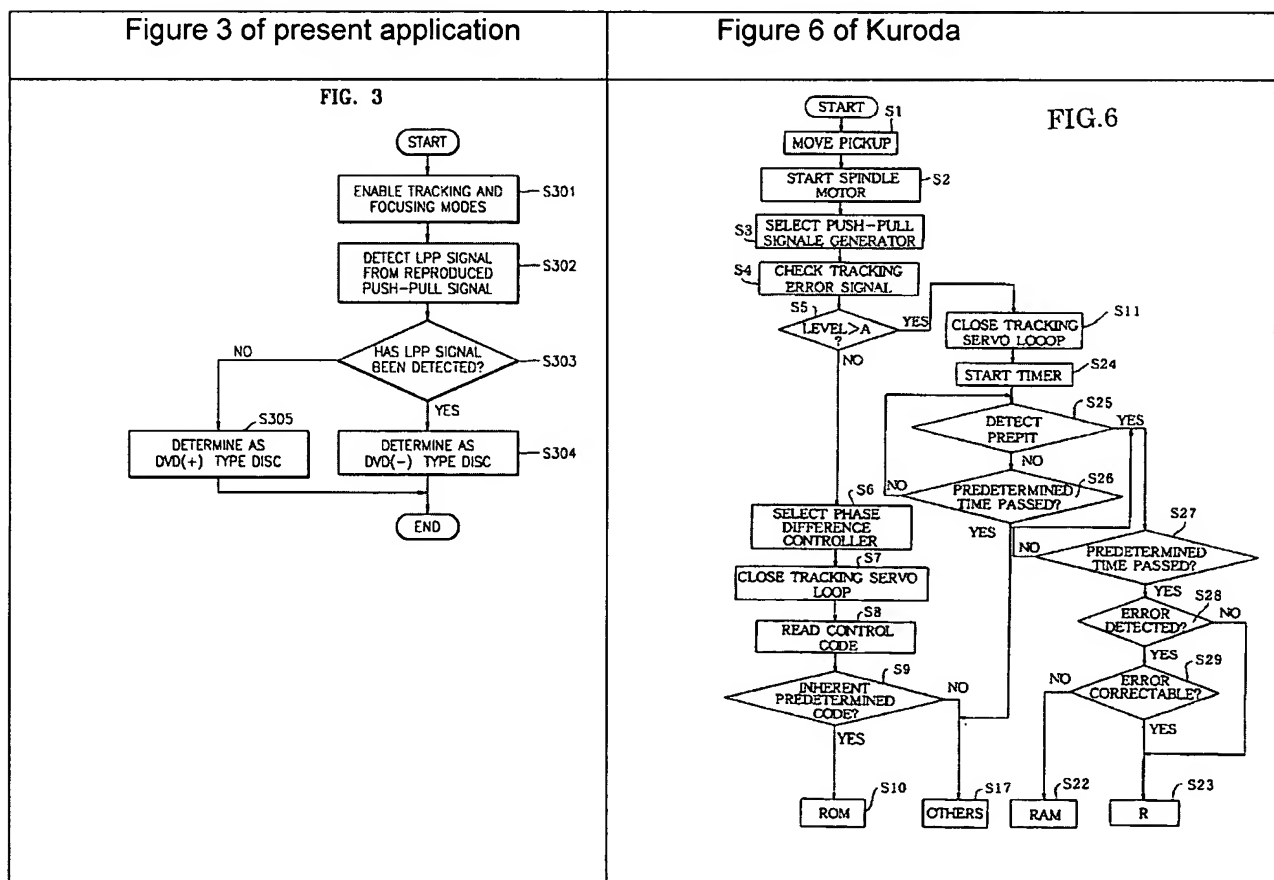 Figure 3 of present application
Figure 6 of Kuroda
FIG. 3
START
ENABLE TRACKING AND
FOCUSING MODES
S301
DETECT LPP SIGNAL
FROM REPRODUCED
PUSH-PULL SIGNAL
S302
HAS LPP SIGNAL
BEEN DETECTED?
S303
NO
YES
S305
DETERMINE AS
DVD(+) TYPE DISC
DETERMINE AS
DVD(-) TYPE DISC
S304
END
FIG.6
START
S1
MOVE PICKUP
S2
START SPINDLE
MOTOR
S3
SELECT PUSH-PULL
SIGNALE GENERATOR
S4
CHECK TRACKING
ERROR SIGNAL
S5
LEVEL>A
?
YES
NO
S11
CLOSE TRACKING
SERVO LOCOP
S24
START TIMER
S25
DETECT
PREPIT
YES
NO
S26
NO
PREDETERMINED
TIME PASSED?
YES
S6
SELECT PHASE
DIFFERENCE
CONTROLLER
S27
NO
PREDETERMINED
TIME PASSED?
YES
S7
CLOSE TRACKING SERVO
LOOP
S28
ERROR
DETECTED?
NO
YES
S8
READ CONTROL
CODE
S29
NO
ERROR
CORRECTABLE?
YES
S9
INHERENT
PREDETERMINED
CODE?
NO
YES
ROM
S10
OTHERS
S17
RAM
S22
R
S23